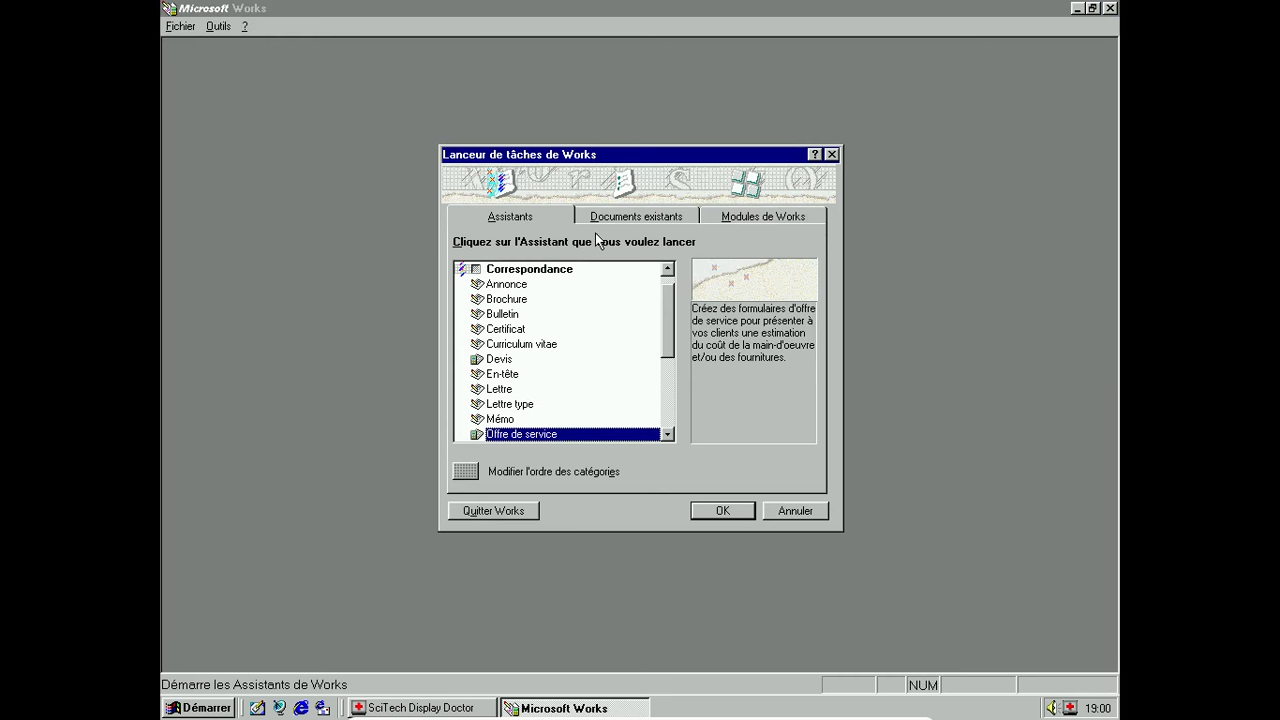 Microsoft Works
Fichier Outils ?
Lanceur de tâches de Works
Assistants Documents existants Modules de Works
Cliquez sur l'Assistant que vous voulez lancer
Correspondance
Annonce
Brochure
Bulletin
Certificat
Curriculum vitae
Devis
En-tête
Lettre
Lettre type
Mémo
Offre de service
Créez des formulaires d'offre
de service pour présenter à
vos clients une estimation
du coût de la main-d'oeuvre
et/ou des fournitures.
Modifier l'ordre des catégories
Quitter Works OK Annuler
Démarre les Assistants de Works NUM
Démarrer SciTech Display Doctor Microsoft Works 19:00